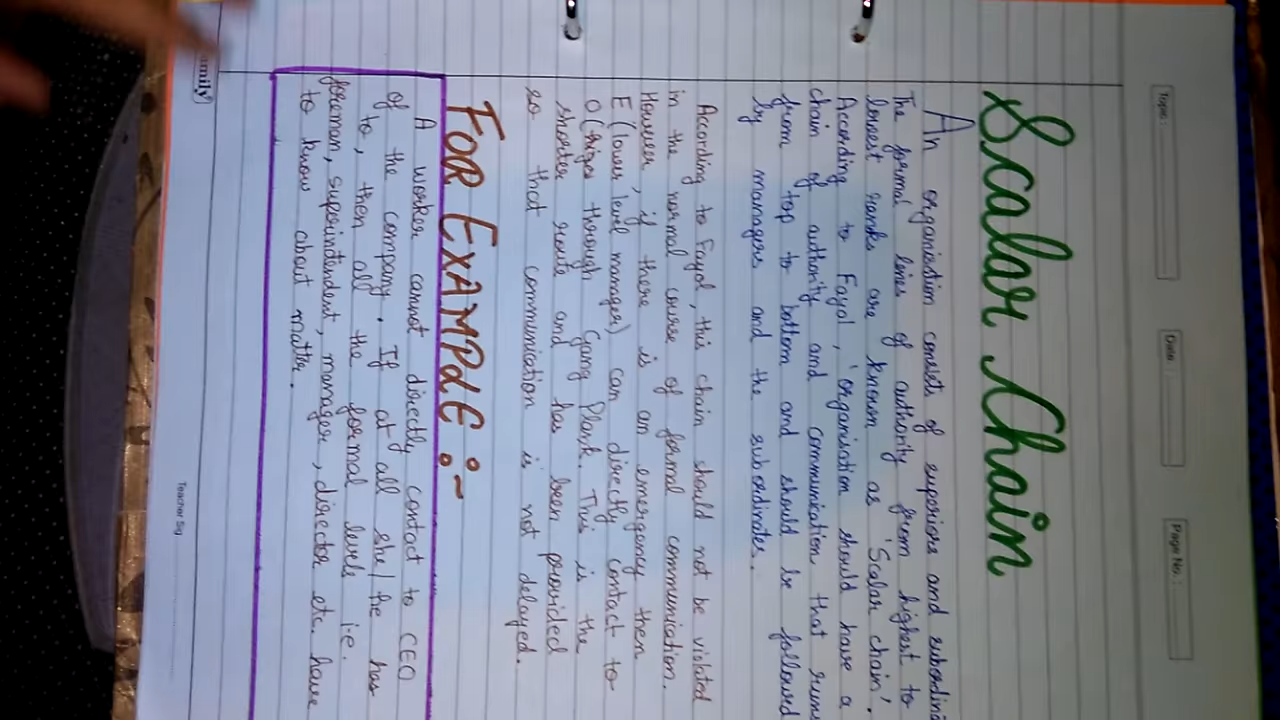 Topic:
Date:
Page No.:
Scalar Chain
An organisation consists of superiors and
The formal lines of authority from highest to
lowest ranks are known as 'Scalar chain'.
According to Fayol, 'organisation should have a
chain of authority and communication that runs
from top to bottom and should be followed
by managers and the subordinates.
According to Fayol, this chain should not be violated
in the normal course of formal communication.
However, if there is an emergency then
E (lower level manager) can directly contact to
O ( through Gang Plank. This is the
shorter route and has been provided
so that communication is not delayed.
FOR EXAMPLE :-
A worker cannot directly contact to CEO
of the company. If at all she/he has
to, then all the formal levels i.e.
foreman, superintendent, manager, director etc. have
to know about matter.
Teacher Sig